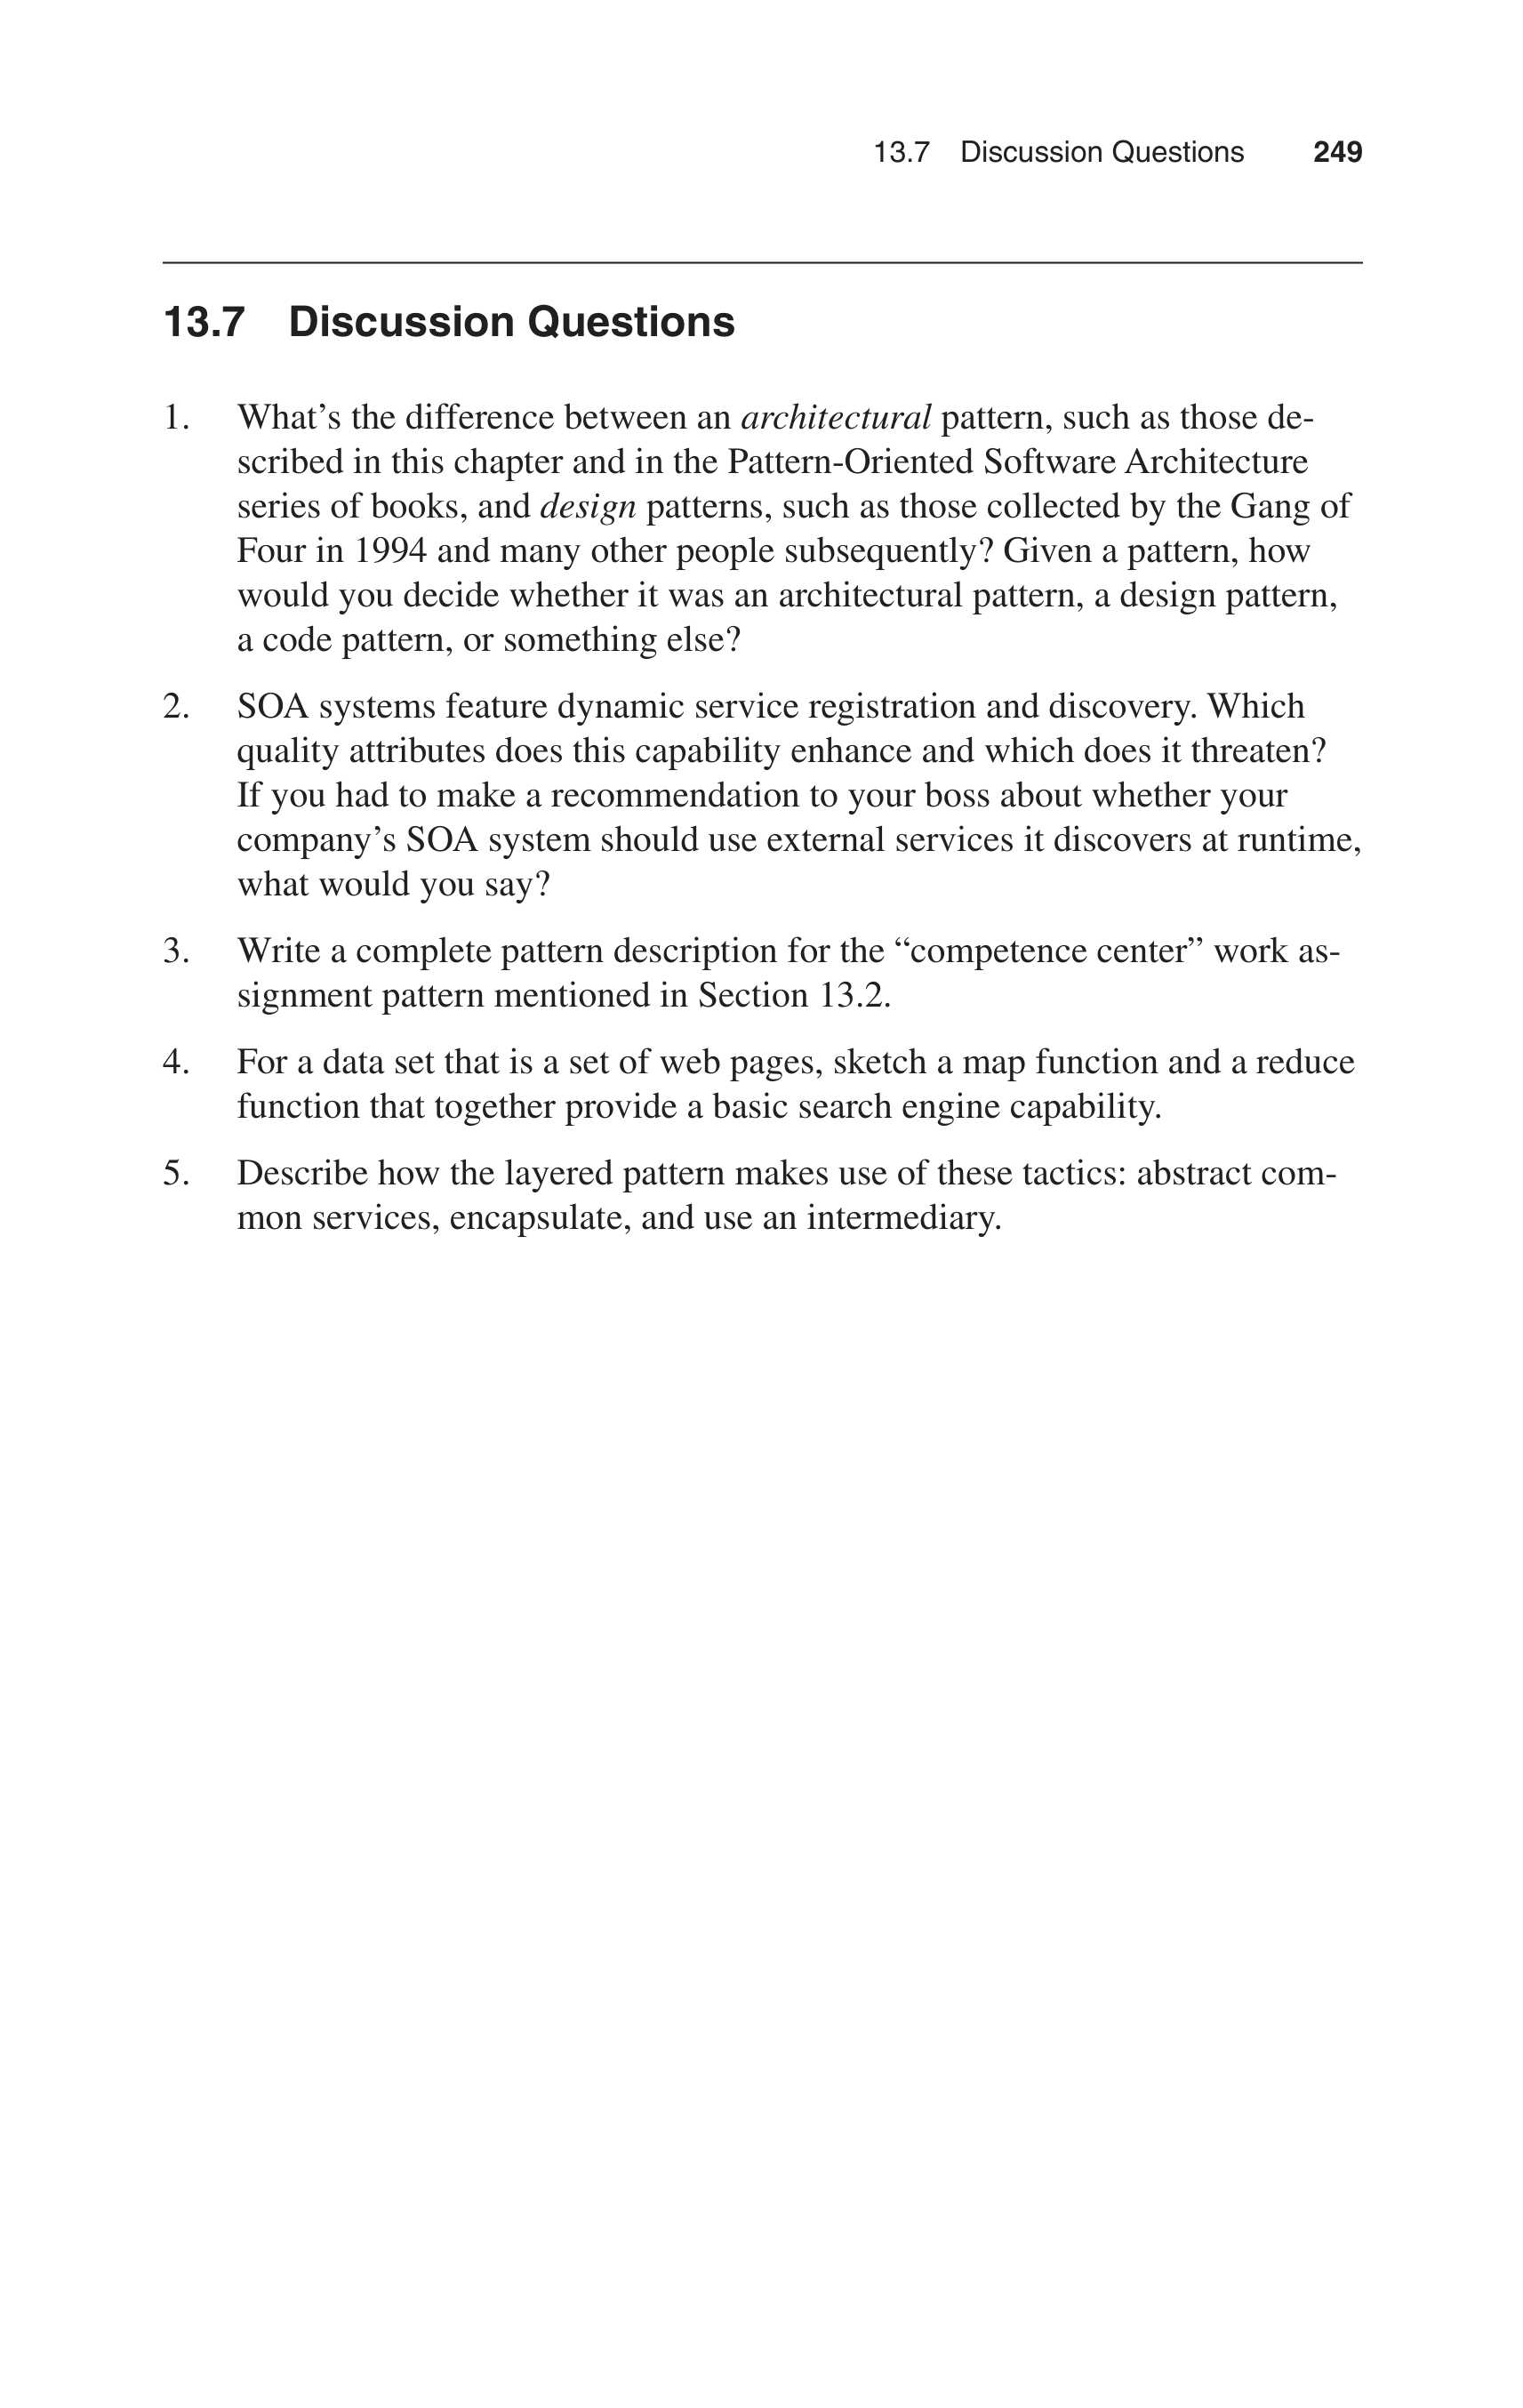 13.7 Discussion Questions 249
13.7 Discussion Questions
1. What’s the difference between an architectural pattern, such as those de-
scribed in this chapter and in the Pattern-Oriented Software Architecture
series of books, and design patterns, such as those collected by the Gang of
Four in 1994 and many other people subsequently? Given a pattern, how
would you decide whether it was an architectural pattern, a design pattern,
a code pattern, or something else?
2. SOA systems feature dynamic service registration and discovery. Which
quality attributes does this capability enhance and which does it threaten?
If you had to make a recommendation to your boss about whether your
company’s SOA system should use external services it discovers at runtime,
what would you say?
3. Write a complete pattern description for the “competence center” work as-
signment pattern mentioned in Section 13.2.
4. For a data set that is a set of web pages, sketch a map function and a reduce
function that together provide a basic search engine capability.
5. Describe how the layered pattern makes use of these tactics: abstract com-
mon services, encapsulate, and use an intermediary.